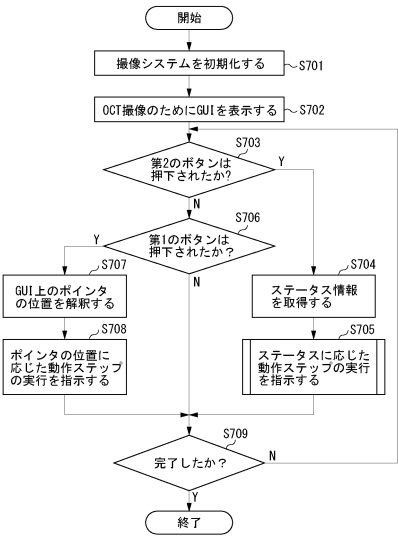 開始
撮像システムを初期化する
S701
OCT撮像のためにGUIを表示する
S702
S703
第2のボタンは
押下されたか?
Y
N
S706
第1のボタンは
押下されたか？
Y
N
S707
GUI上のポインタ
の位置を解釈する
S704
ステータス情報
を取得する
S708
ポインタの位置に
応じた動作ステップ
の実行を指示する
S705
ステータスに応じた
動作ステップの実行
を指示する
S709
完了したか？
N
Y
終了